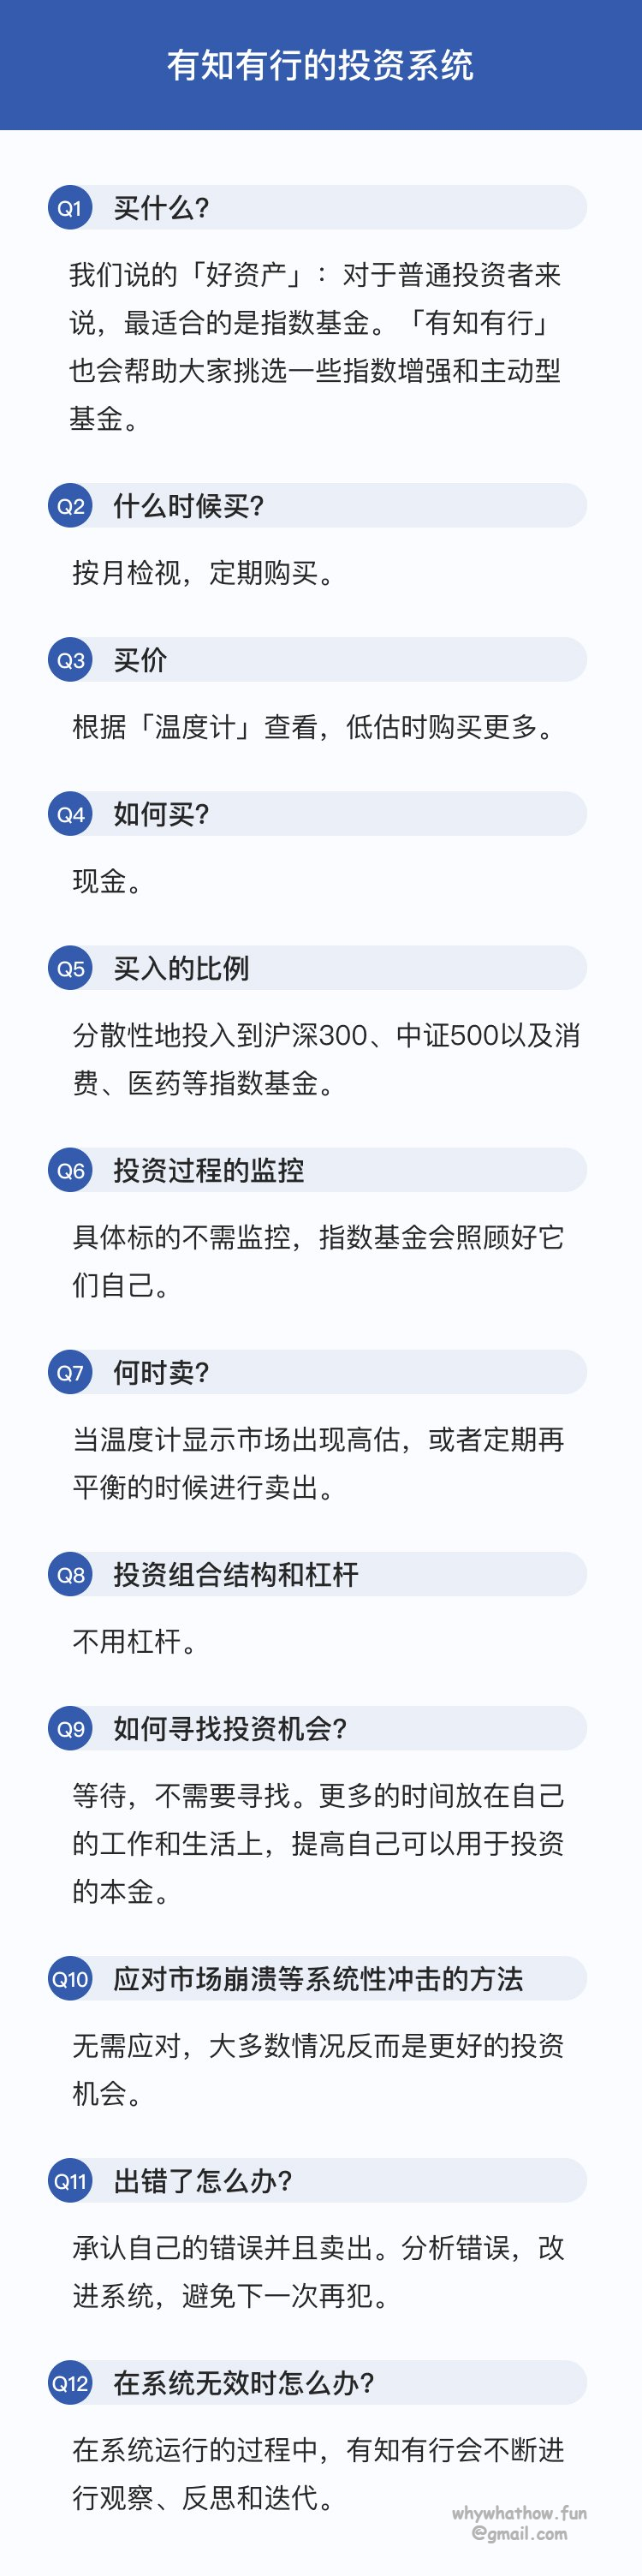 有知有行的投资系统
Q1 买什么?
我们说的「好资产」：对于普通投资者来
说，最适合的是指数基金。「有知有行」
也会帮助大家挑选一些指数增强和主动型
基金。
Q2 什么时候买?
按月检视，定期购买。
Q3 买价
根据「温度计」查看，低估时购买更多。
Q4 如何买?
现金。
Q5 买入的比例
分散性地投入到沪深300、中证500以及消
费、医药等指数基金。
Q6 投资过程的监控
具体标的不需监控，指数基金会照顾好它
们自己。
Q7 何时卖?
当温度计显示市场出现高估，或者定期再
平衡的时候进行卖出。
Q8 投资组合结构和杠杆
不用杠杆。
Q9 如何寻找投资机会?
等待，不需要寻找。更多的时间放在自己
的工作和生活上，提高自己可以用于投资
的本金。
Q10 应对市场崩溃等系统性冲击的方法
无需应对，大多数情况反而是更好的投资
机会。
Q11 出错了怎么办?
承认自己的错误并且卖出。分析错误，改
进系统，避免下一次再犯。
Q12 在系统无效时怎么办?
在系统运行的过程中，有知有行会不断进
行观察、反思和迭代。
whywhathow.fun
@gmail.com